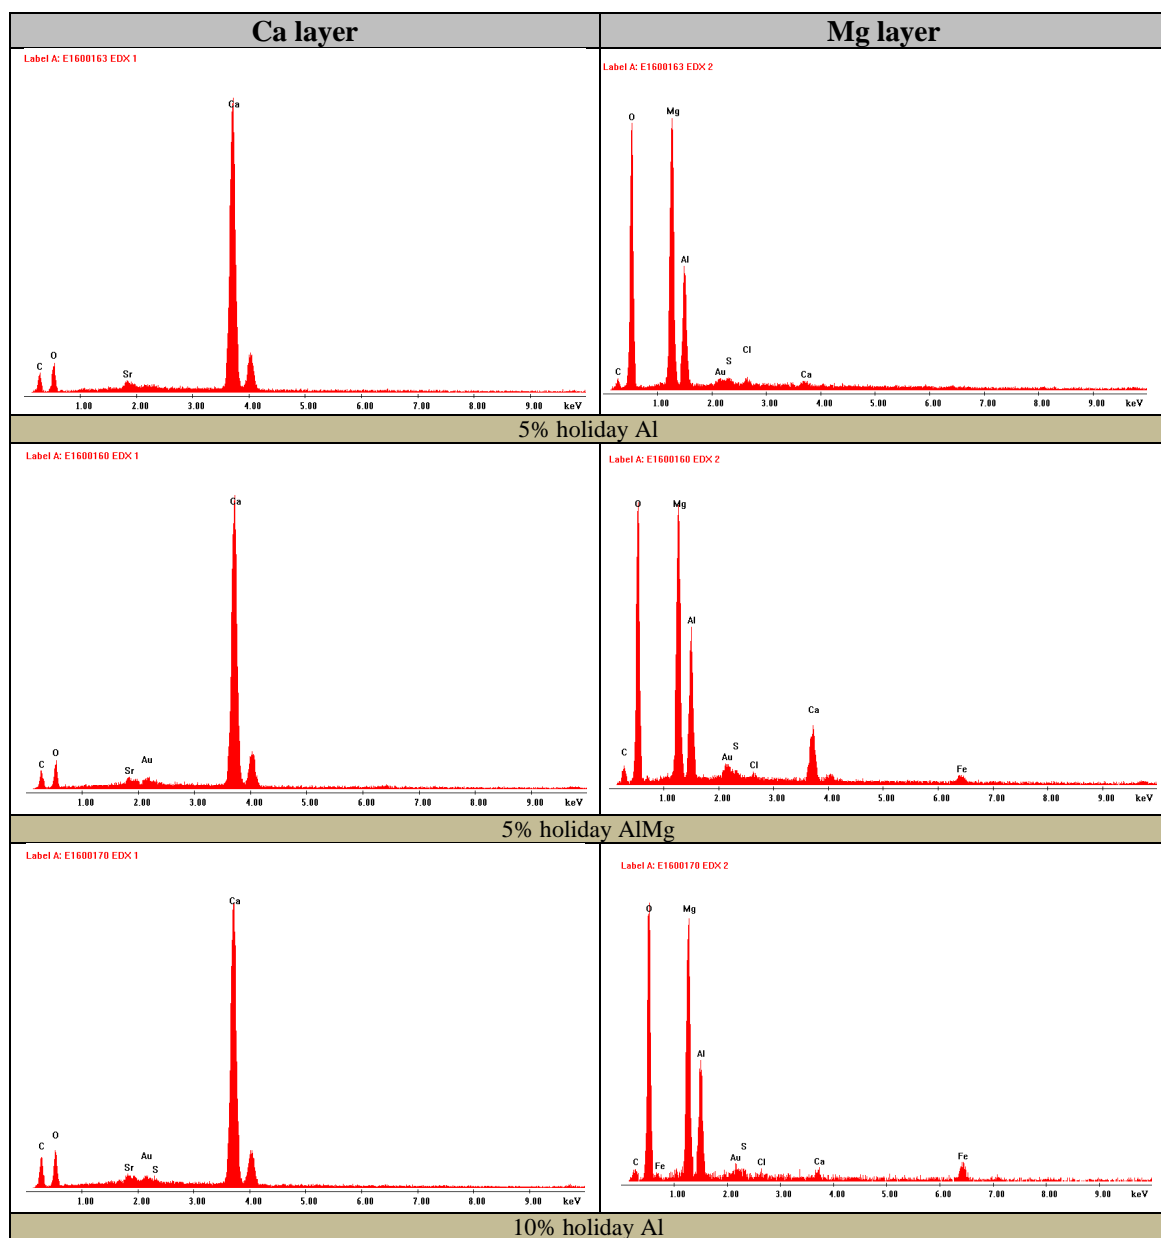 Ca layer
Mg layer
Label A: E1600163 EDX 1
Ca
C
O
Sr
1.00 2.00 3.00 4.00 5.00 6.00 7.00 8.00 9.00 keV
Label A: E1600163 EDX 2
O
Mg
Al
C
Au
S
Cl
Ca
1.00 2.00 3.00 4.00 5.00 6.00 7.00 8.00 9.00 keV
5% holiday Al
Label A: E1600160 EDX 1
Ca
C
O
Sr
Au
1.00 2.00 3.00 4.00 5.00 6.00 7.00 8.00 9.00 keV
Label A: E1600160 EDX 2
O
Mg
Al
C
Au
S
Cl
Ca
Fe
1.00 2.00 3.00 4.00 5.00 6.00 7.00 8.00 9.00 keV
5% holiday AlMg
Label A: E1600170 EDX 1
Ca
C
O
Sr
Au
S
1.00 2.00 3.00 4.00 5.00 6.00 7.00 8.00 9.00 keV
Label A: E1600170 EDX 2
O
Mg
Al
C
Fe
Au
S
Cl
Ca
Fe
1.00 2.00 3.00 4.00 5.00 6.00 7.00 8.00 9.00 keV
10% holiday Al